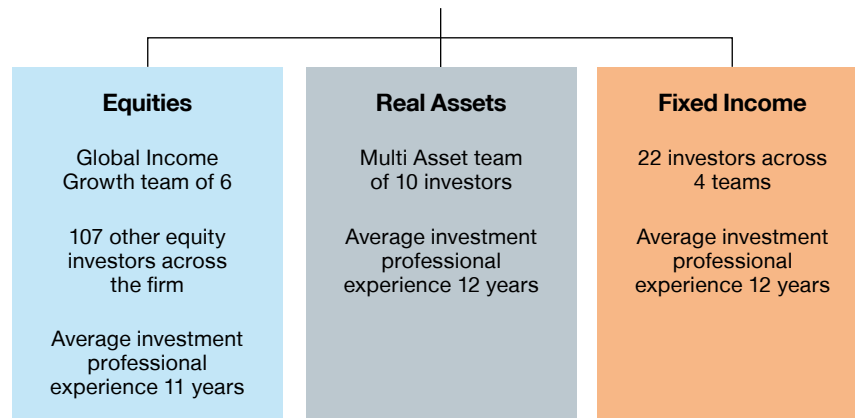 Equities
Global Income
Growth team of 6
107 other equity
investors across
the firm
Average investment
professional
experience 11 years
Real Assets
Multi Asset team
of 10 investors
Average investment
professional
experience 12 years
Fixed Income
22 investors across
4 teams
Average investment
professional
experience 12 years